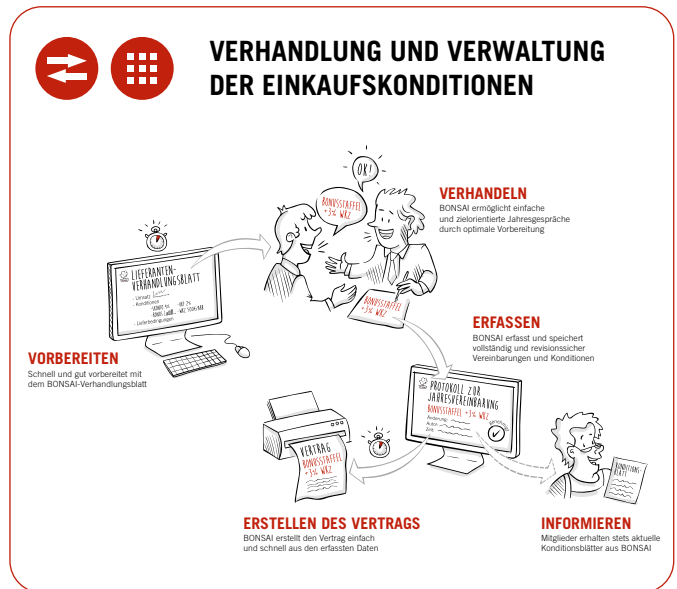 VERHANDLUNG UND VERWALTUNG
DER EINKAUFSKONDITIONEN
OK!
BONUSSTAFFEL
+3% WKZ
VERHANDELN
BONSAI ermöglicht einfache
und zielorientierte Jahresgespräche
durch optimale Vorbereitung
LIEFERANTEN-
VERHANDLUNGSBLATT
- Umsatz
- Konditionen
- Lieferbedingungen
BONUSSTAFFEL
+3% WKZ
VORBEREITEN
Schnell und gut vorbereitet mit
dem BONSAI-Verhandlungsblatt
ERFASSEN
BONSAI erfasst und speichert
vollständig und revisionssicher
Vereinbarungen und Konditionen
PROTOKOLL ZUR
JAHRESVEREINBARUNG
BONUSSTAFFEL +3% WKZ
Änderung:
Autor:
Zeit:
VERTRAG
BONUSSTAFFEL
+3% WKZ
KONDITIONS-
BLATT
ERSTELLEN DES VERTRAGS
BONSAI erstellt den Vertrag einfach
und schnell aus den erfassten Daten
INFORMIEREN
Mitglieder erhalten stets aktuelle
Konditionsblätter aus BONSAI